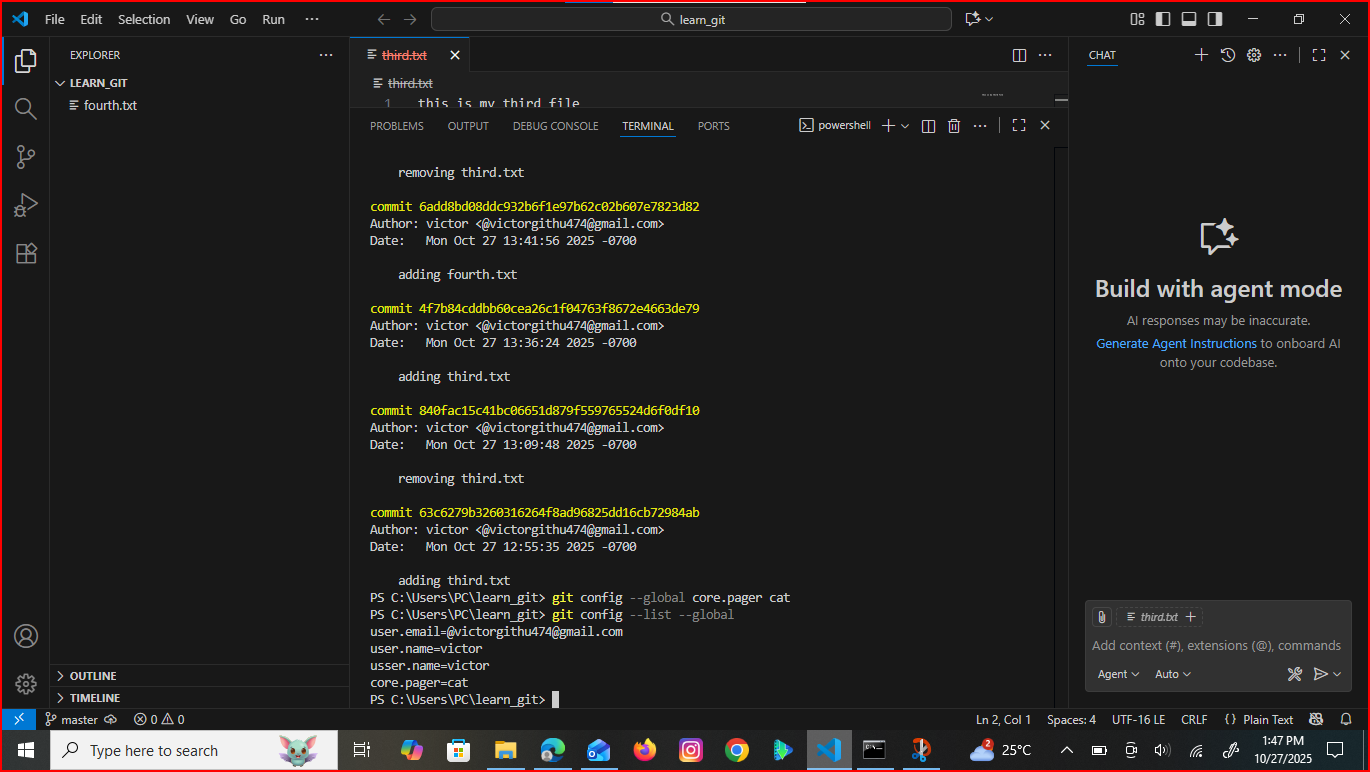 File Edit Selection View Go Run ···
learn_git
EXPLORER ···
LEARN_GIT
fourth.txt
OUTLINE
TIMELINE
third.txt
third.txt
1 this is my third file
PROBLEMS OUTPUT DEBUG CONSOLE TERMINAL PORTS
powershell
removing third.txt
commit 6add8bd08ddc932b6f1e97b62c02b607e7823d82
Author: victor <@victorgithu474@gmail.com>
Date: Mon Oct 27 13:41:56 2025 -0700
adding fourth.txt
commit 4f7b84cddbb60cea26c1f04763f8672e4663de79
Author: victor <@victorgithu474@gmail.com>
Date: Mon Oct 27 13:36:24 2025 -0700
adding third.txt
commit 840fac15c41bc06651d879f559765524d6f0df10
Author: victor <@victorgithu474@gmail.com>
Date: Mon Oct 27 13:09:48 2025 -0700
removing third.txt
commit 63c6279b3260316264f8ad96825dd16cb72984ab
Author: victor <@victorgithu474@gmail.com>
Date: Mon Oct 27 12:55:35 2025 -0700
adding third.txt
PS C:\Users\PC\learn_git> git config --global core.pager cat
PS C:\Users\PC\learn_git> git config --list --global
user.email=@victorgithu474@gmail.com
user.name=victor
usser.name=victor
core.pager=cat
PS C:\Users\PC\learn_git>
CHAT
Build with agent mode
AI responses may be inaccurate.
Generate Agent Instructions to onboard AI
onto your codebase.
third.txt
Add context (#), extensions (@), commands
Agent Auto
master 0 0
Ln 2, Col 1 Spaces: 4 UTF-16 LE CRLF {} Plain Text
Type here to search
2
25°C
1:47 PM
10/27/2025